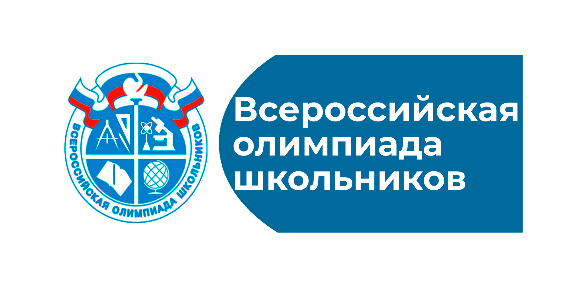 ВСЕРОССИЙСКАЯ ОЛИМПИАДА ШКОЛЬНИКОВ
Всероссийская
олимпиада
школьников